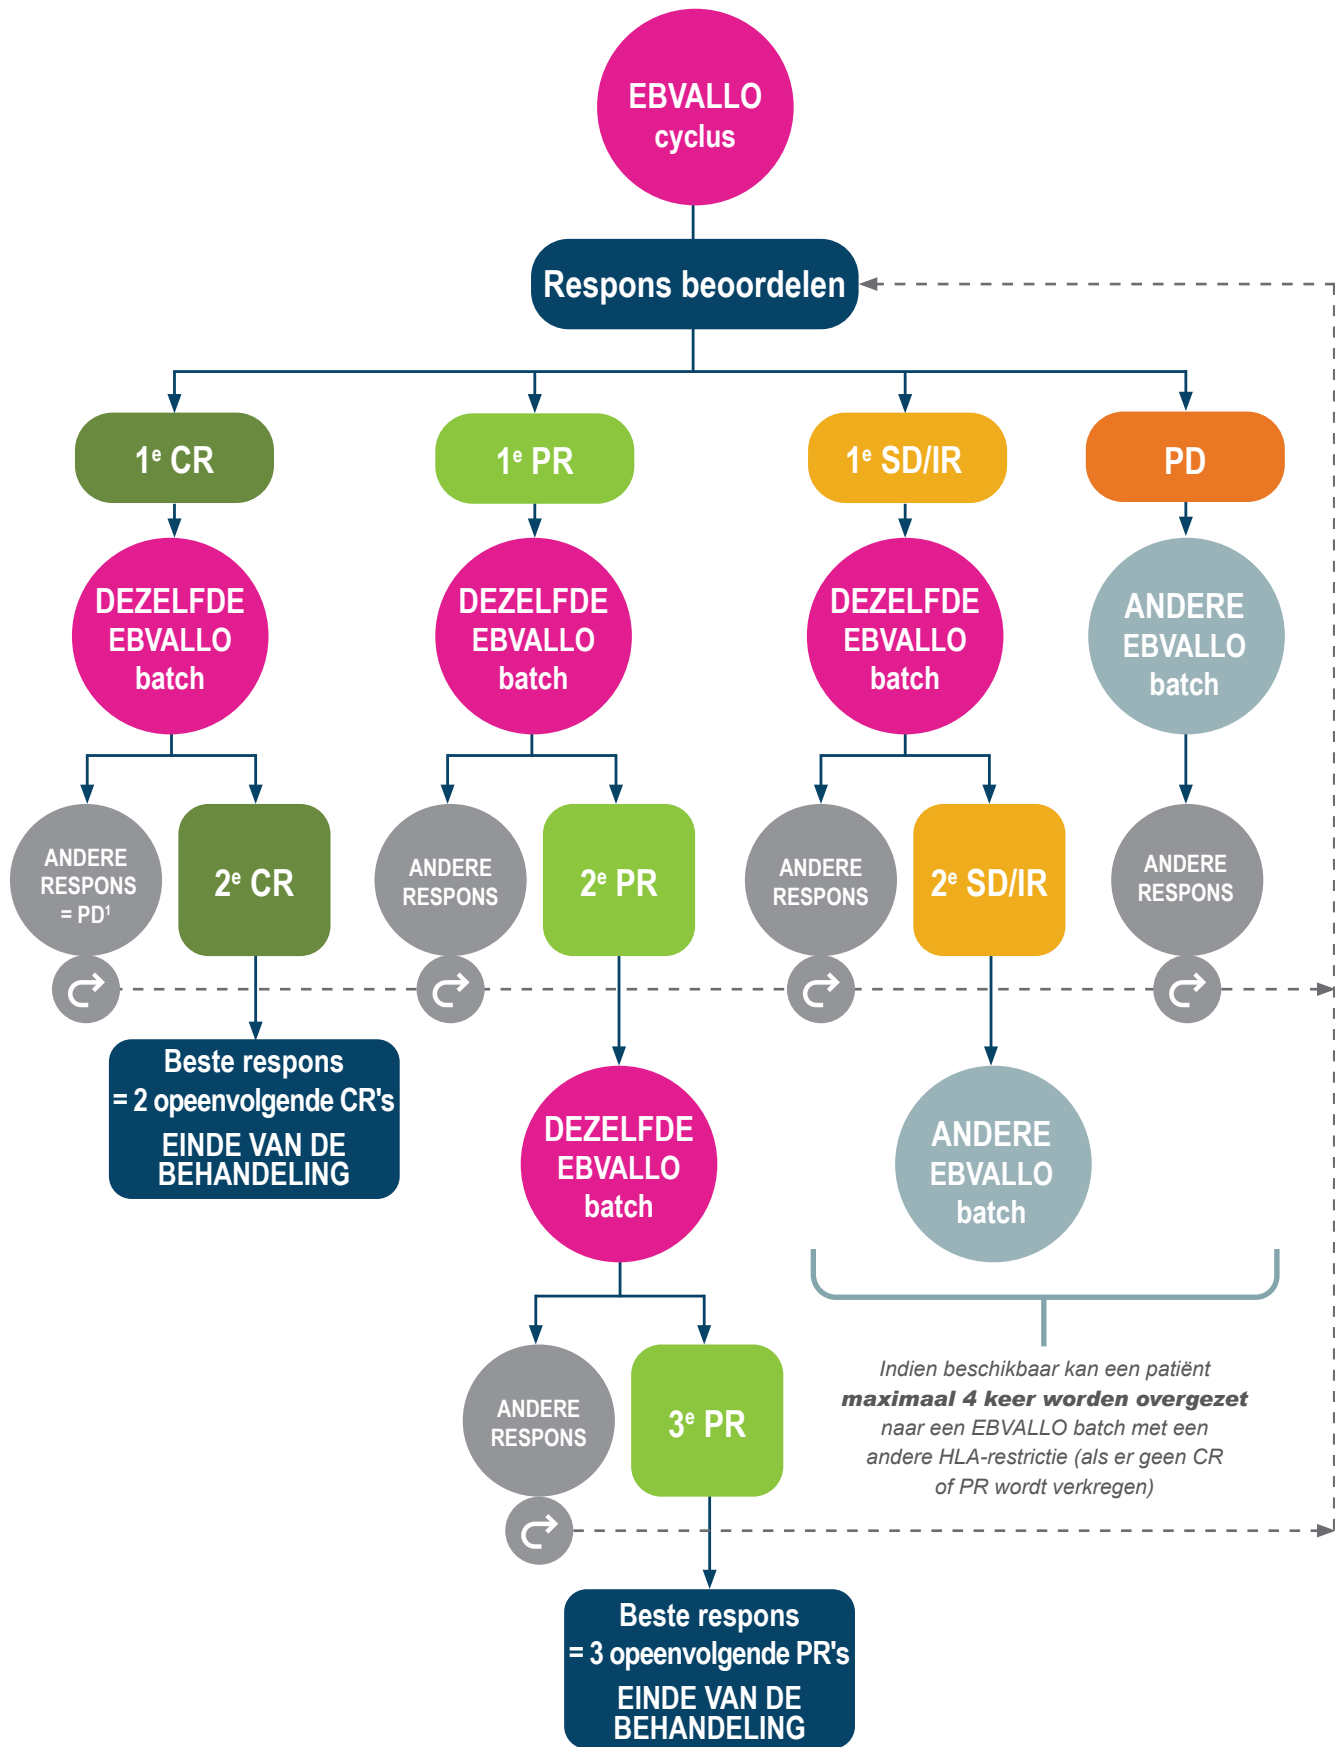 EBVALLO
cyclus
Respons beoordelen
1e CR
1e PR
1e SD/IR
PD
DEZELFDE
EBVALLO
batch
DEZELFDE
EBVALLO
batch
DEZELFDE
EBVALLO
batch
ANDERE
EBVALLO
batch
ANDERE
RESPONS
= PD1
2e CR
ANDERE
RESPONS
2e PR
ANDERE
RESPONS
2e SD/IR
ANDERE
RESPONS
Beste respons
= 2 opeenvolgende CR's
EINDE VAN DE
BEHANDELING
DEZELFDE
EBVALLO
batch
ANDERE
EBVALLO
batch
ANDERE
RESPONS
3e PR
Indien beschikbaar kan een patiënt
maximaal 4 keer worden overgezet
naar een EBVALLO batch met een
andere HLA-restrictie (als er geen CR
of PR wordt verkregen)
Beste respons
= 3 opeenvolgende PR's
EINDE VAN DE
BEHANDELING